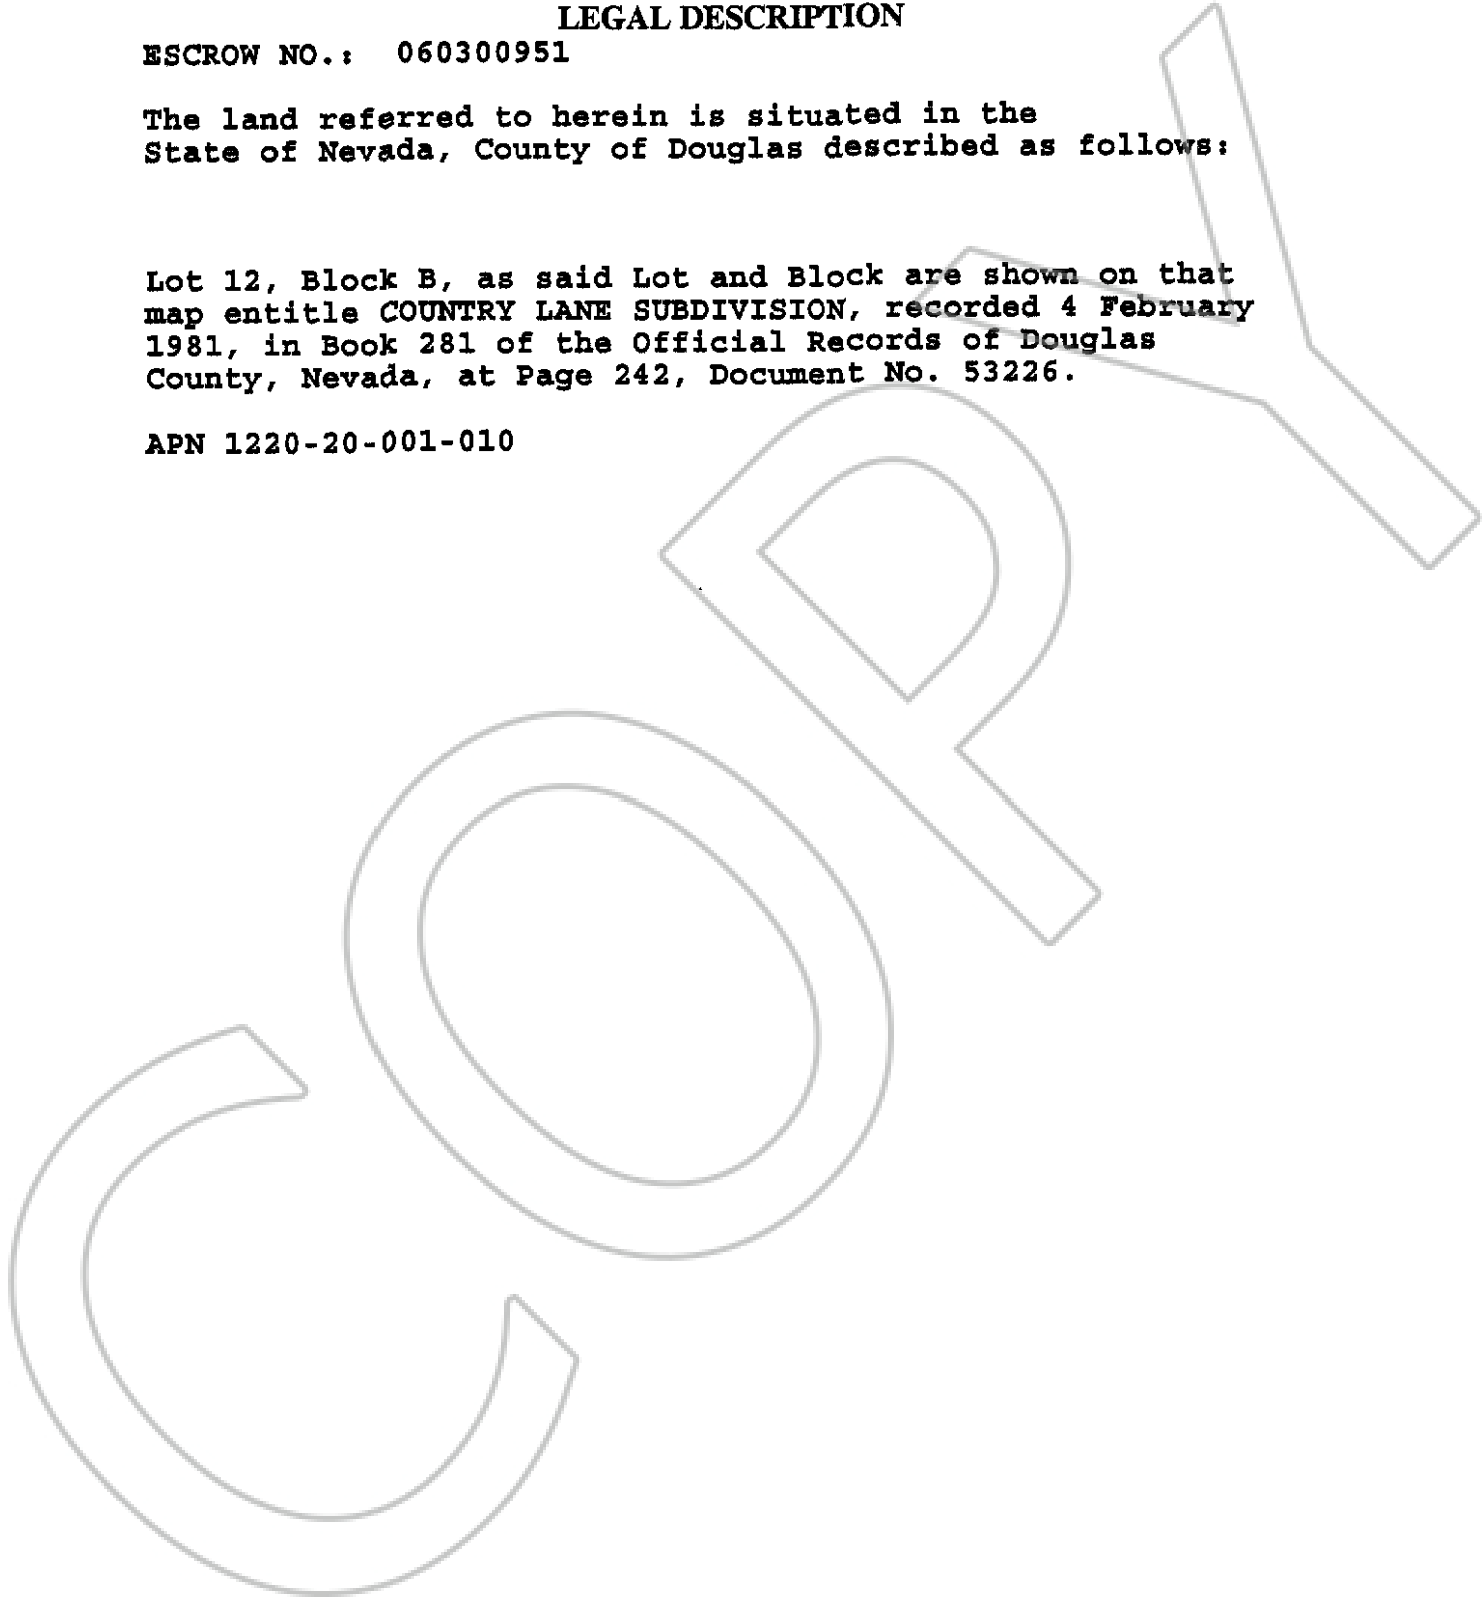 LEGAL DESCRIPTION
ESCROW NO.: 060300951
The land referred to herein is situated in the
State of Nevada, County of Douglas described as follows:
Lot 12, Block B, as said Lot and Block are shown on that
map entitle COUNTRY LANE SUBDIVISION, recorded 4 February
1981, in Book 281 of the Official Records of Douglas
County, Nevada, at Page 242, Document No. 53226.
APN 1220-20-001-010
COPY